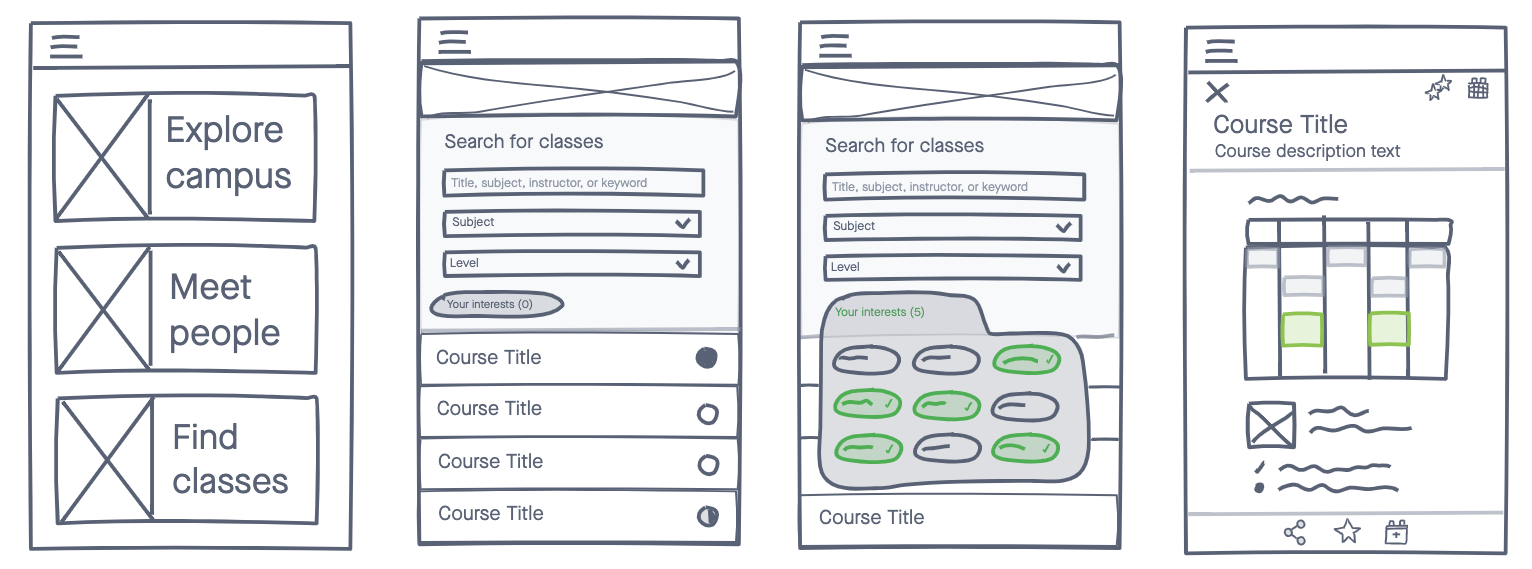 Explore
campus
Meet
people
Find
classes
Search for classes
Title, subject, instructor, or keyword
Subject
Level
Your interests (0)
Course Title
Course Title
Course Title
Course Title
Search for classes
Title, subject, instructor, or keyword
Subject
Level
Your interests (5)
Course Title
Course Title
Course description text